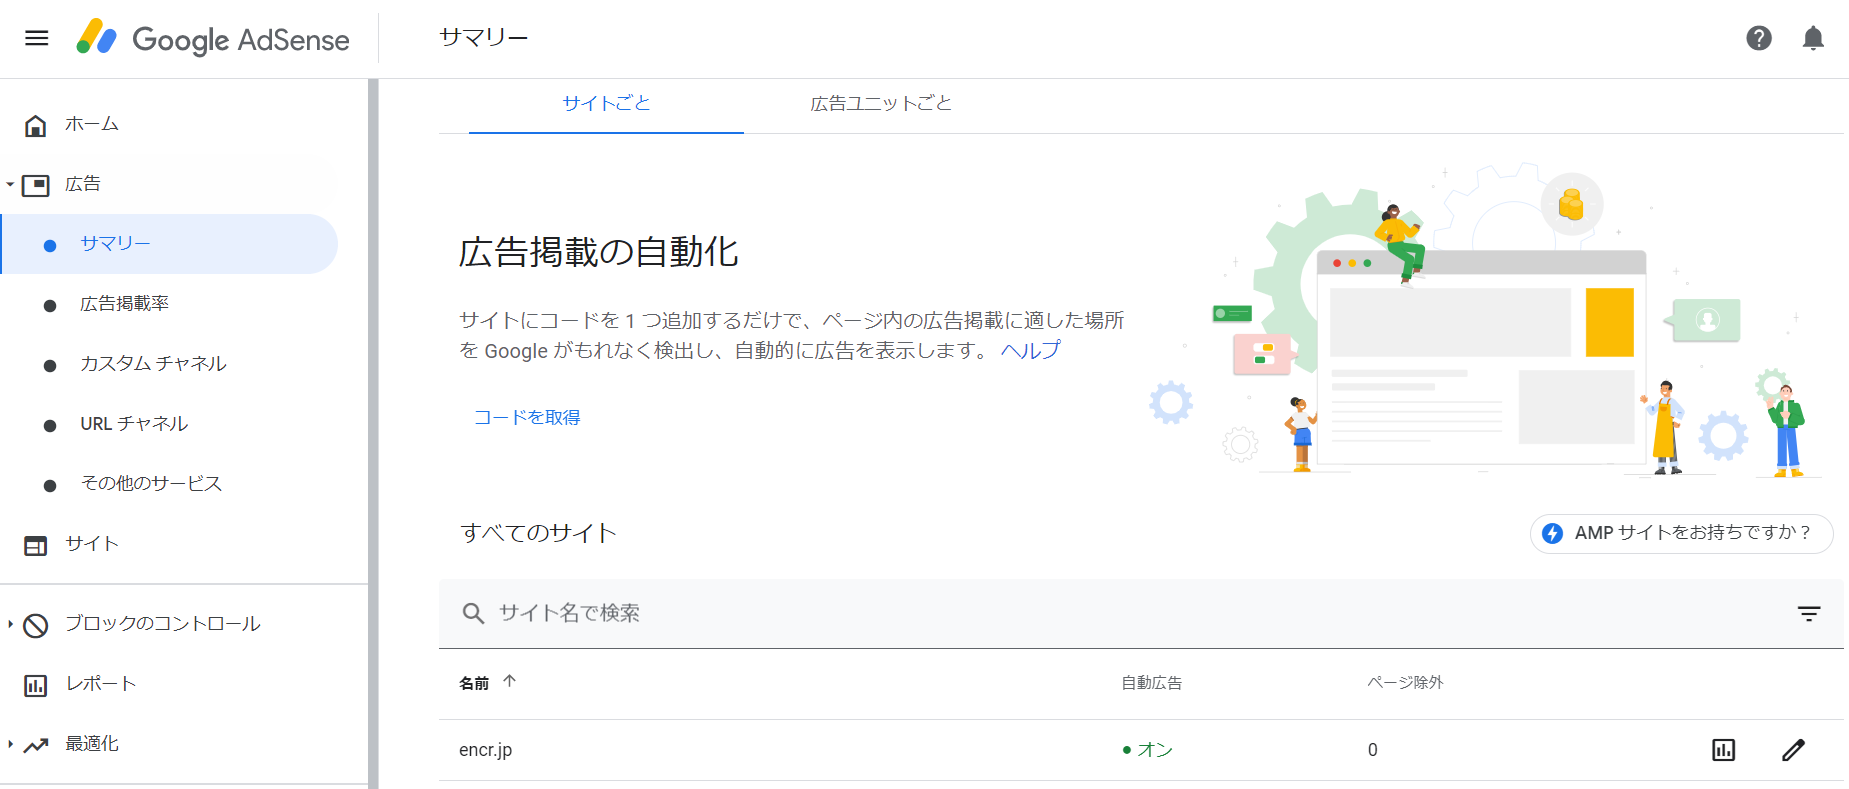 Google AdSense
サマリー
ホーム
広告
サマリー
広告掲載率
カスタム チャネル
URL チャネル
その他のサービス
サイト
ブロックのコントロール
レポート
最適化
サイトごと
広告ユニットごと
広告掲載の自動化
サイトにコードを 1 つ追加するだけで、ページ内の広告掲載に適した場所
を Google がもれなく検出し、自動的に広告を表示します。 ヘルプ
コードを取得
すべてのサイト
AMP サイトをお持ちですか？
サイト名で検索
名前 自動広告 ページ除外
encr.jp オン 0